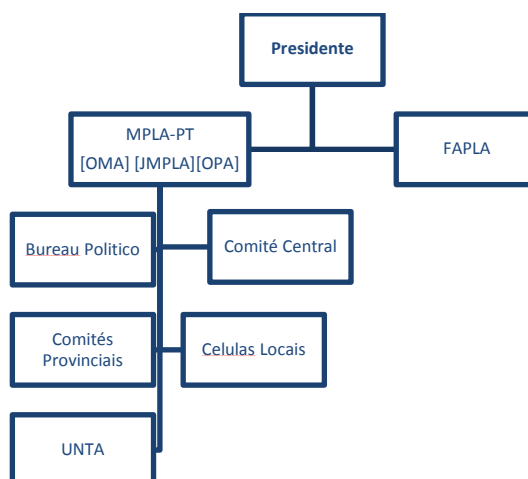 Presidente
MPLA-PT
[OMA] [JMPLA][OPA]
FAPLA
Bureau Politico
Comité Central
Comités
Provinciais
Celulas Locais
UNTA